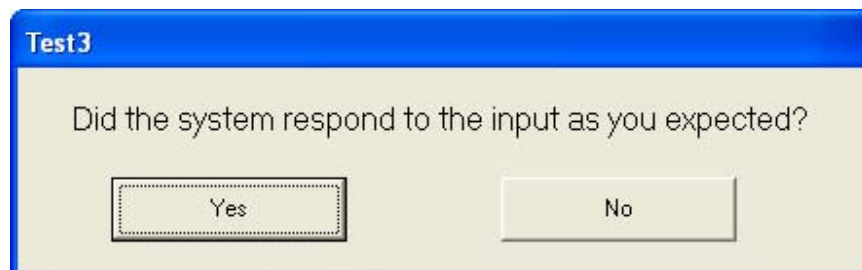 Test3
Did the system respond to the input as you expected?
Yes No